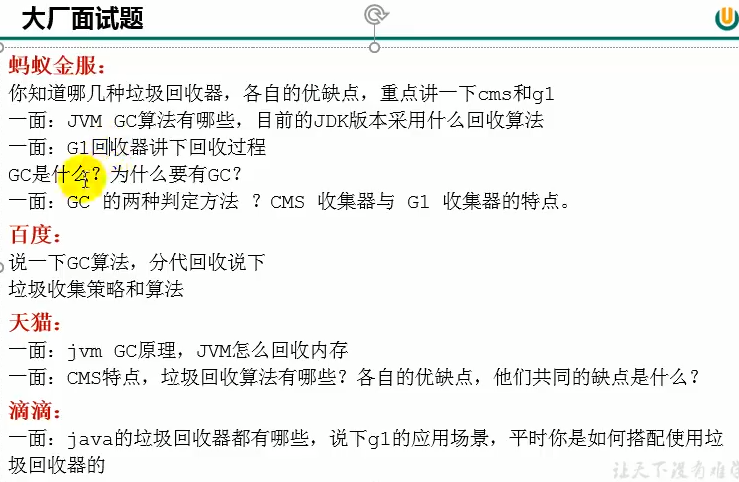 大厂面试题
蚂蚁金服：
你知道哪几种垃圾回收器，各自的优缺点，重点讲一下cms和g1
一面：JVM GC算法有哪些，目前的JDK版本采用什么回收算法
一面：G1回收器讲下回收过程
GC是什么？为什么要有GC？
一面：GC 的两种判定方法 ？CMS 收集器与 G1 收集器的特点。
百度：
说一下GC算法，分代回收说下
垃圾收集策略和算法
天猫：
一面：jvm GC原理，JVM怎么回收内存
一面：CMS特点，垃圾回收算法有哪些？各自的优缺点，他们共同的缺点是什么？
滴滴：
一面：java的垃圾回收器都有哪些，说下g1的应用场景，平时你是如何搭配使用垃
圾回收器的
让天下没有难学